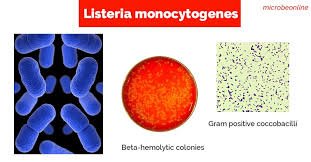 Listeria monocytogenes
microbeonline
Gram positive coccobacilli
Beta-hemolytic colonies